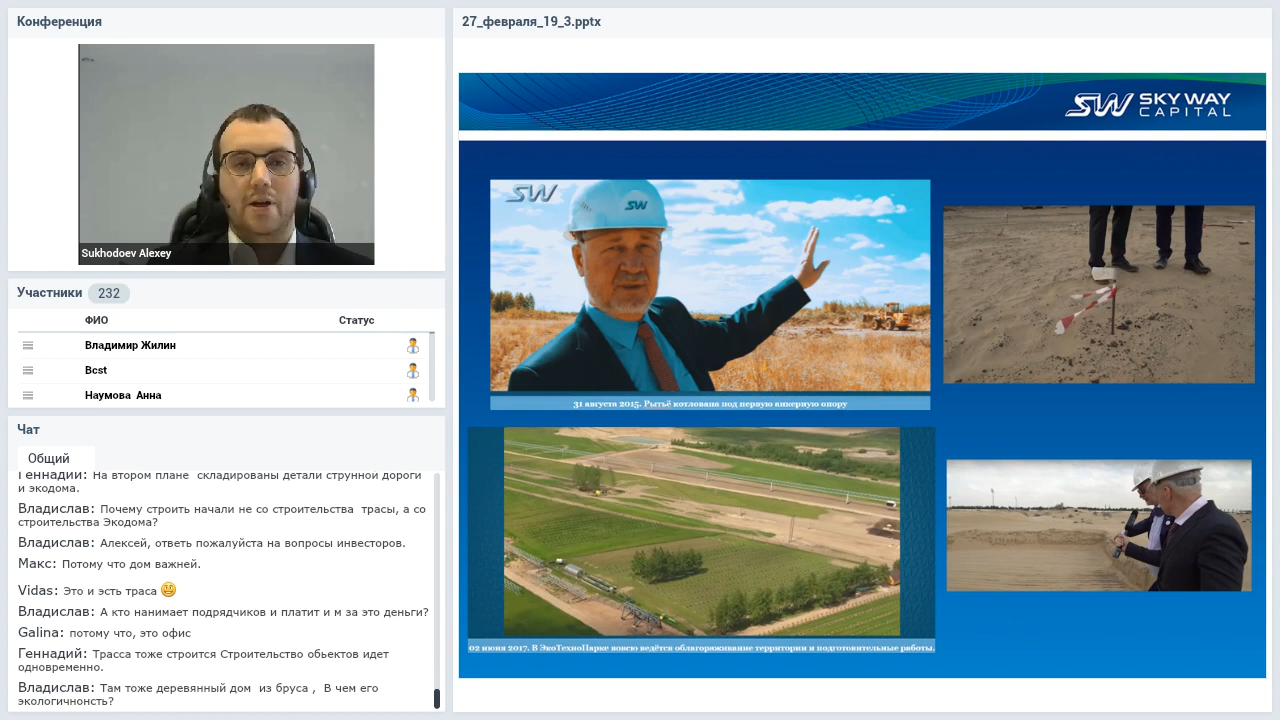 Конференция
Sukhodoev Alexey
Участники 232
ФИО Статус
Владимир Жилин
Bcst
Наумова Анна
Чат
Общий
Геннадий: На втором плане складированы детали струнной дороги
и экодома.
Владислав: Почему строить начали не со строительства трасы, а со
строительства Экодома?
Владислав: Алексей, ответь пожалуйста на вопросы инвесторов.
Макс: Потому что дом важней.
Vidas: Это и эсть траса
Владислав: А кто нанимает подрядчиков и платит и м за это деньги?
Galina: потому что, это офис
Геннадий: Трасса тоже строится Строительство обьектов идет
одновременно.
Владислав: Там тоже деревянный дом из бруса , В чем его
экологичнонсть?
27_февраля_19_3.pptx
SW SKY WAY
CAPITAL
SW
SW
31 августа 2015. Рытьё котлована под первую анкерную опору
02 июня 2017. В ЭкоТехноПарке вовсю ведётся облагораживание территории и подготовительные работы.